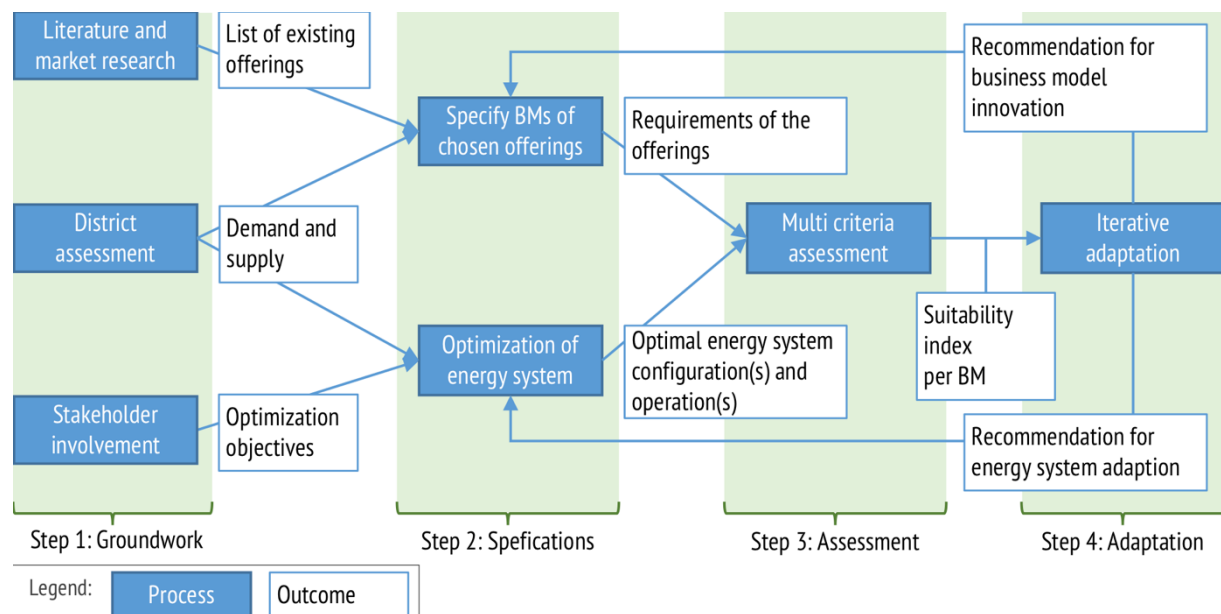 Literature and
market research
List of existing
offerings
Recommendation for
business model
innovation
Specify BMs of
chosen offerings
Requirements of the
offerings
District
assessment
Demand and
supply
Multi criteria
assessment
Iterative
adaptation
Suitability
index
per BM
Optimization of
energy system
Optimal energy system
configuration(s) and
operation(s)
Stakeholder
involvement
Optimization
objectives
Recommendation for
energy system adaption
Step 1: Groundwork
Step 2: Spefications
Step 3: Assessment
Step 4: Adaptation
Legend:
Process
Outcome